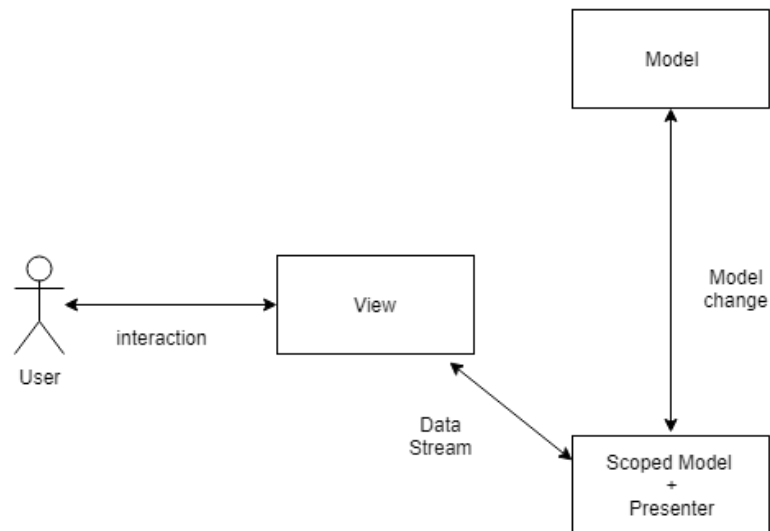 Model
Model
change
View
interaction
User
Data
Stream
Scoped Model
+
Presenter